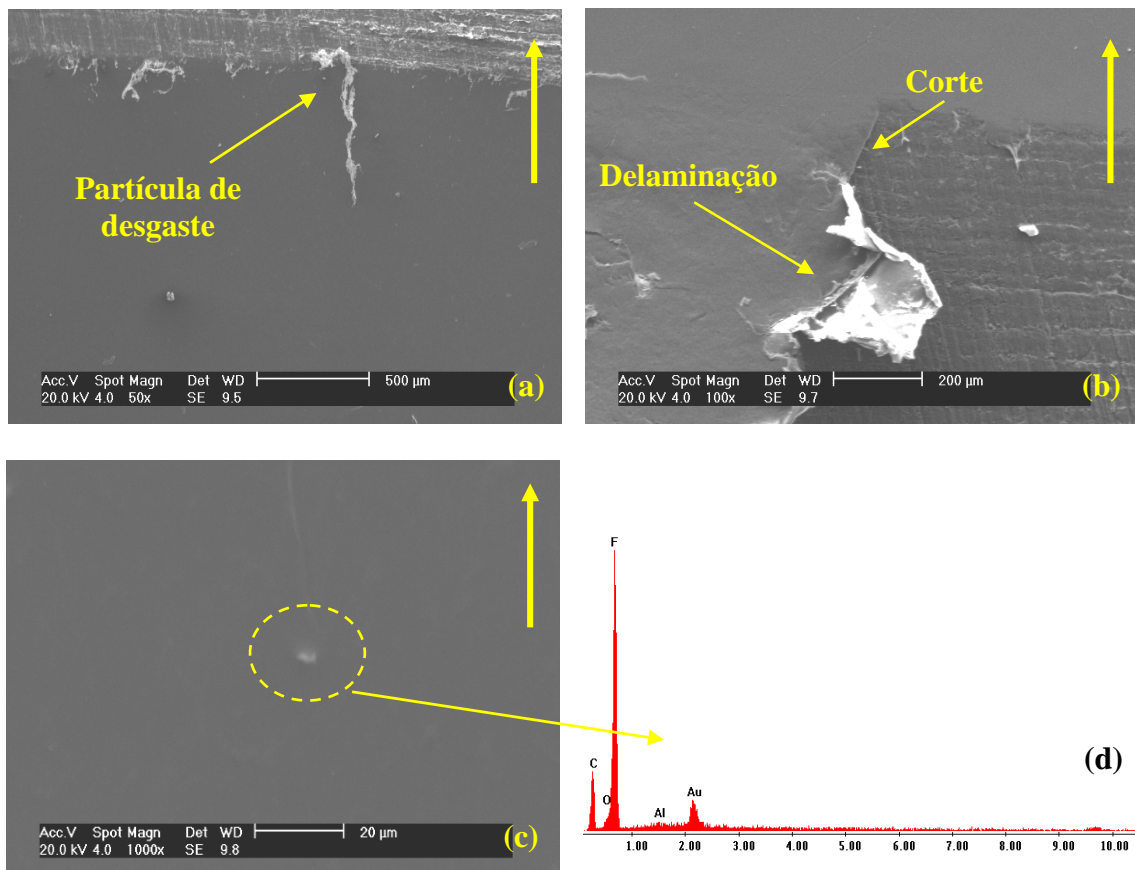 Partícula de
desgaste
Acc.V Spot Magn Det WD 500 µm
20.0 kV 4.0 50x SE 9.5
(a)
Corte
Delaminação
Acc.V Spot Magn Det WD 200 µm
20.0 kV 4.0 100x SE 9.7
(b)
Acc.V Spot Magn Det WD 20 µm
20.0 kV 4.0 1000x SE 9.8
(c)
F
(d)
C
O
Al
Au
1.00 2.00 3.00 4.00 5.00 6.00 7.00 8.00 9.00 10.00